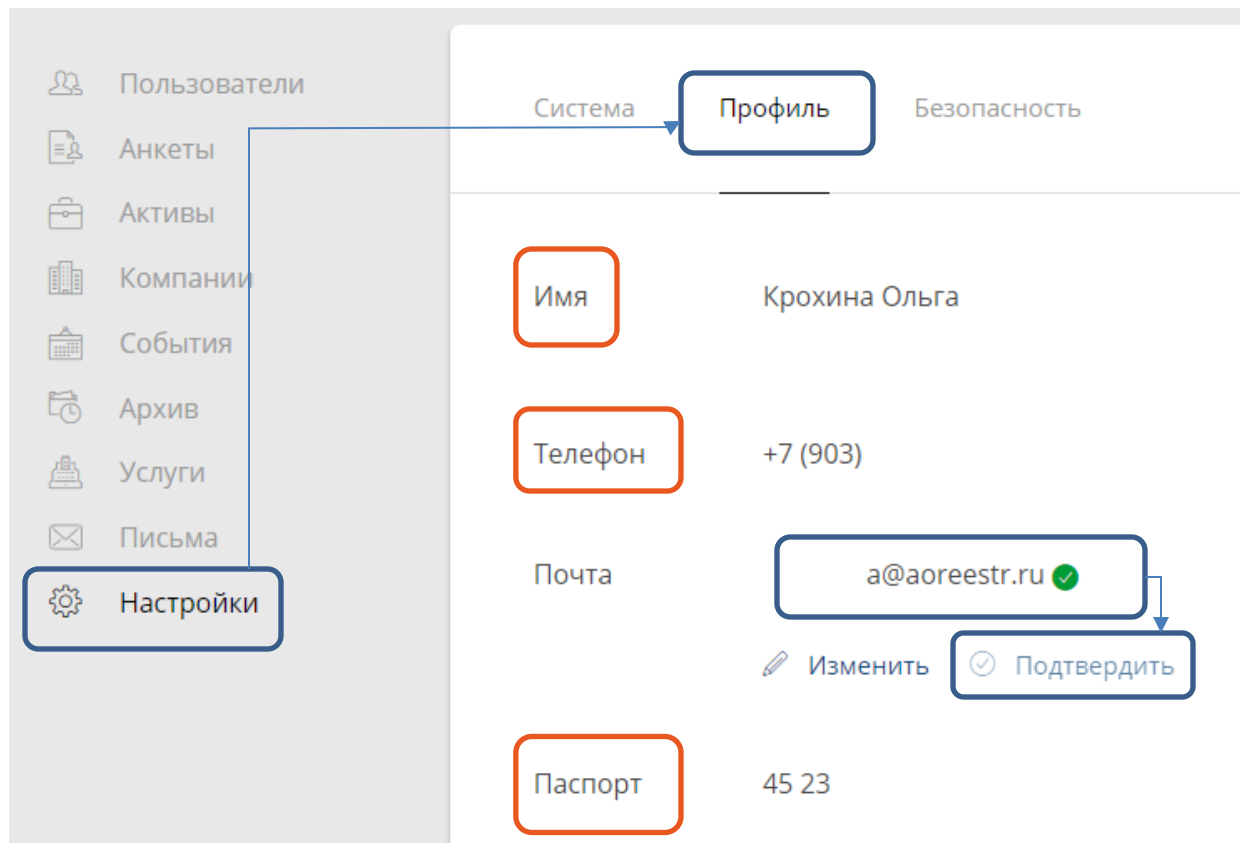 Пользователи
Анкеты
Активы
Компании
События
Архив
Услуги
Письма
Настройки
Система Профиль Безопасность
Имя Крохина Ольга
Телефон +7 (903)
Почта a@aoreestr.ru
Изменить Подтвердить
Паспорт 45 23